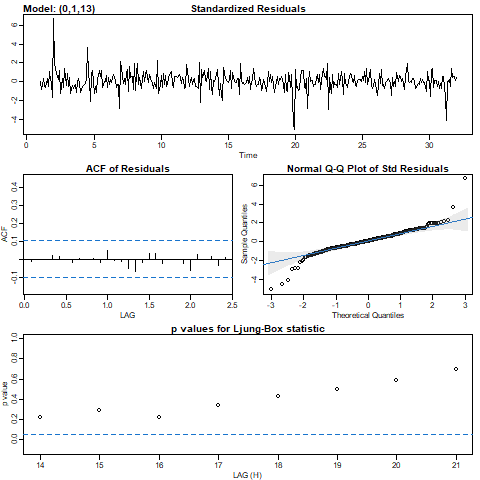 Model: (0,1,13) Standardized Residuals
6
4
2
0
-2
-4
0 5 10 15 20 25 30
Time
ACF of Residuals
ACF
0.4
0.3
0.2
0.1
-0.1
0.0 0.5 1.0 1.5 2.0 2.5
LAG
Normal Q-Q Plot of Std Residuals
Sample Quantiles
6
4
2
0
-2
-4
-3 -2 -1 0 1 2 3
Theoretical Quantiles
p values for Ljung-Box statistic
p value
1.0
0.8
0.6
0.4
0.2
0.0
14 15 16 17 18 19 20 21
LAG (H)